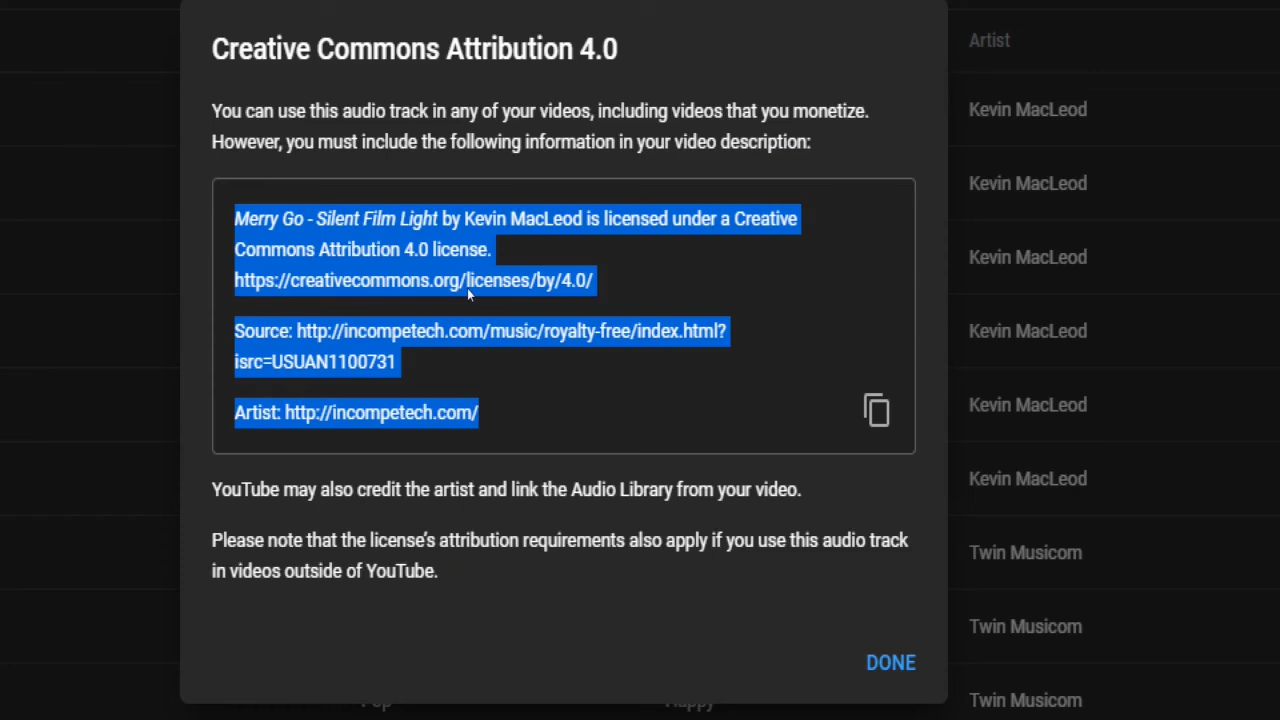 Creative Commons Attribution 4.0
You can use this audio track in any of your videos, including videos that you monetize.
However, you must include the following information in your video description:
Merry Go - Silent Film Light by Kevin MacLeod is licensed under a Creative
Commons Attribution 4.0 license.
https://creativecommons.org/licenses/by/4.0/
Source: http://incompetech.com/music/royalty-free/index.html?
isrc=USUAN1100731
Artist: http://incompetech.com/
YouTube may also credit the artist and link the Audio Library from your video.
Please note that the license’s attribution requirements also apply if you use this audio track
in videos outside of YouTube.
DONE
Artist
Kevin MacLeod
Kevin MacLeod
Kevin MacLeod
Kevin MacLeod
Kevin MacLeod
Kevin MacLeod
Twin Musicom
Twin Musicom
Pop
Happy
Twin Musicom